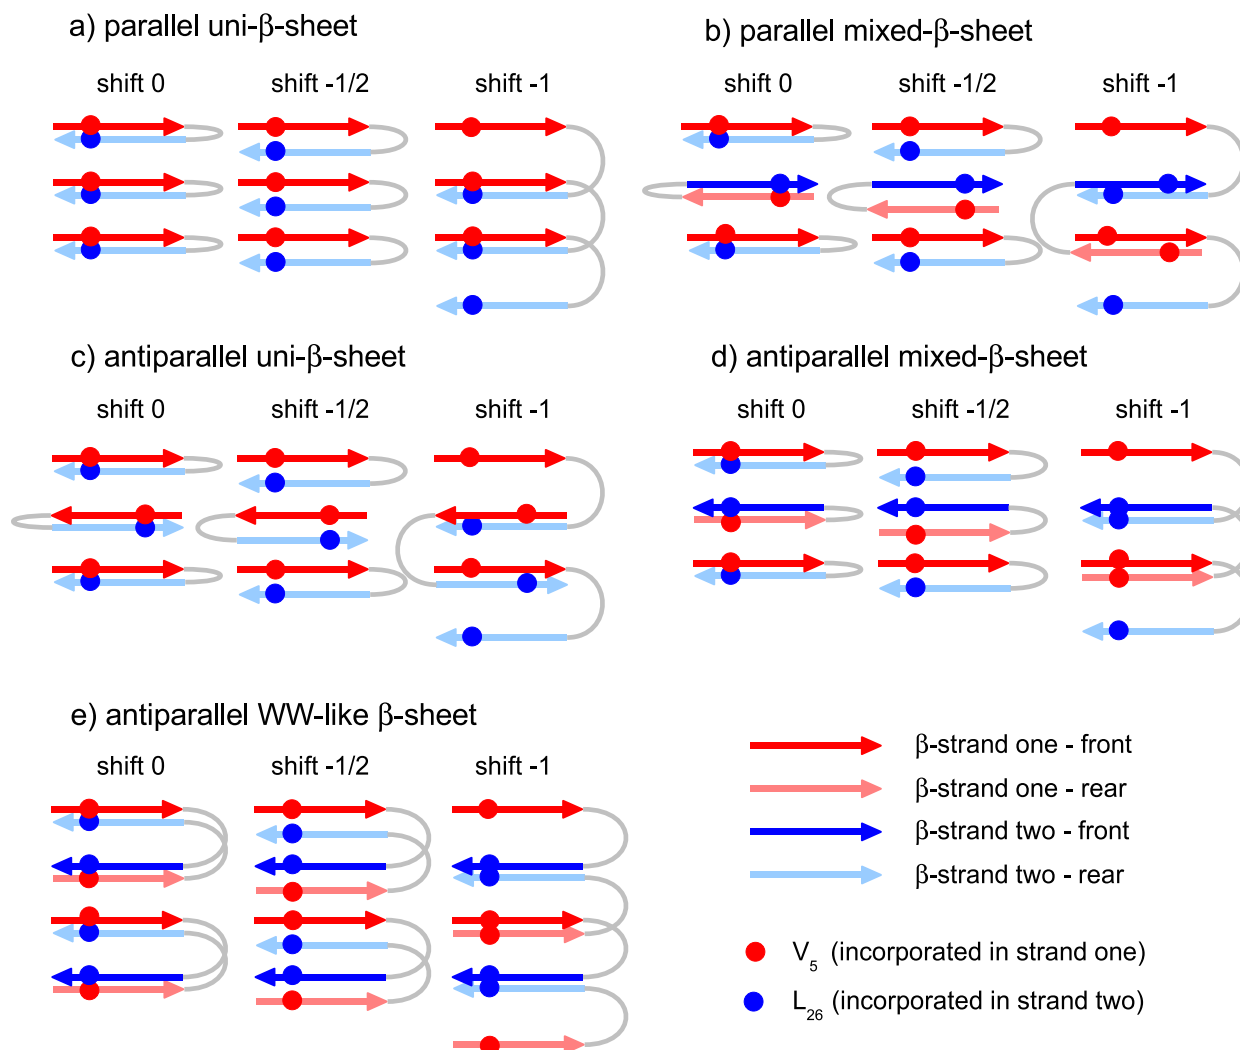 a) parallel uni-β-sheet
shift 0 shift -1/2 shift -1
b) parallel mixed-β-sheet
shift 0 shift -1/2 shift -1
c) antiparallel uni-β-sheet
shift 0 shift -1/2 shift -1
d) antiparallel mixed-β-sheet
shift 0 shift -1/2 shift -1
e) antiparallel WW-like β-sheet
shift 0 shift -1/2 shift -1
β-strand one - front
β-strand one - rear
β-strand two - front
β-strand two - rear
V₅ (incorporated in strand one)
L₂₆ (incorporated in strand two)